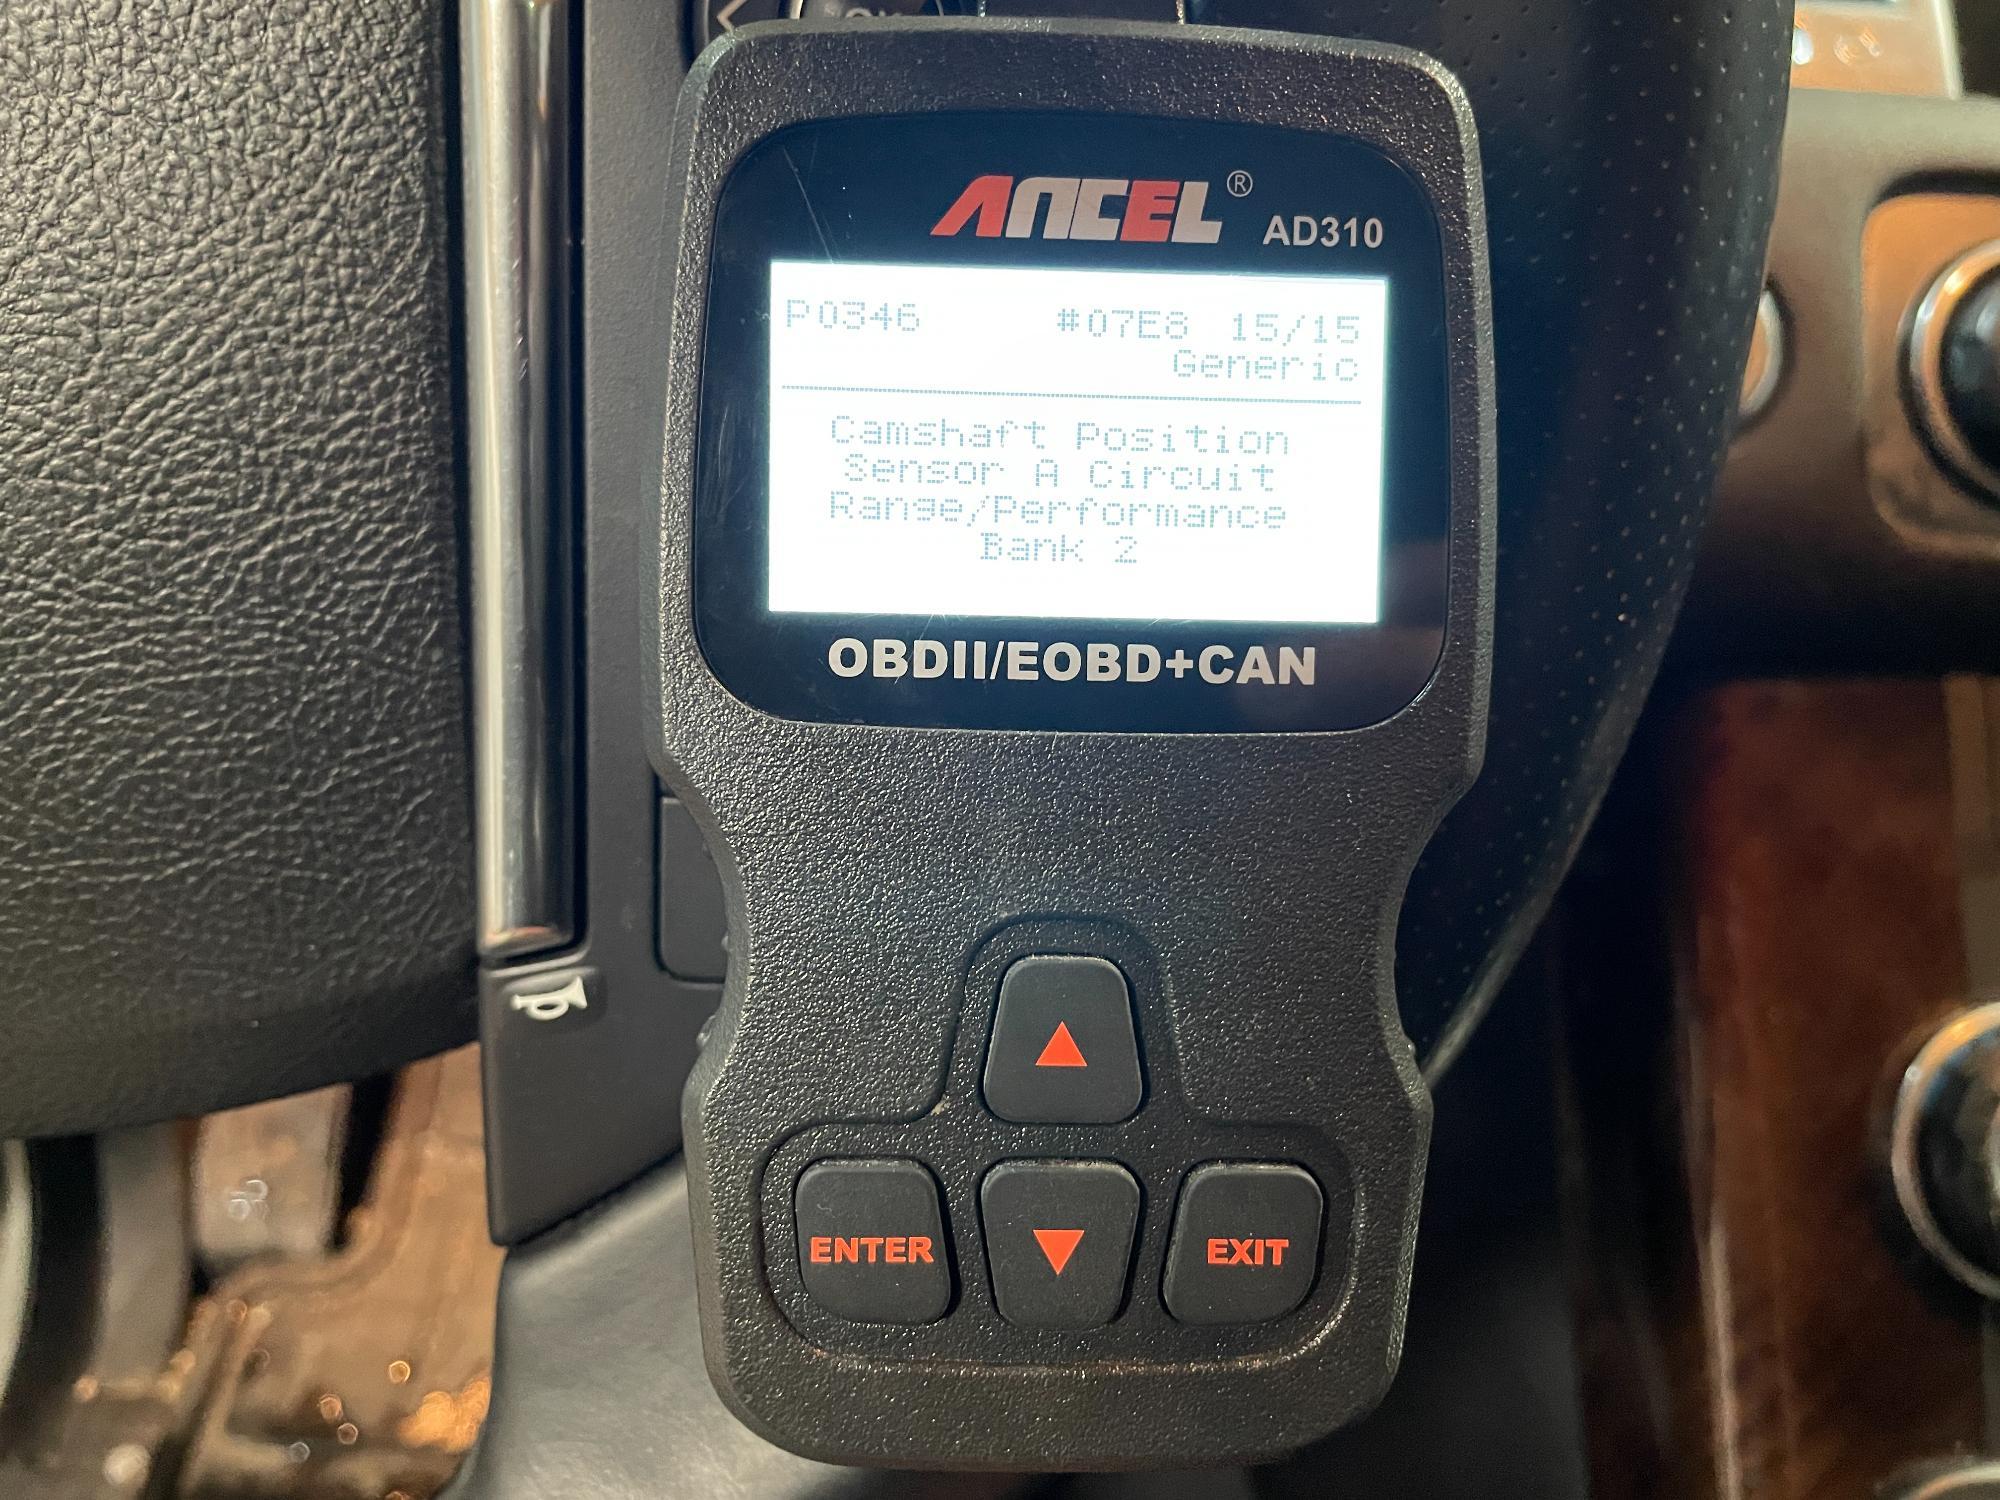 ANCEL® AD310
P0346 #07E8 15/15
Generic
Camshaft Position
Sensor A Circuit
Range/Performance
Bank 2
OBDII/EOBD+CAN
ENTER EXIT